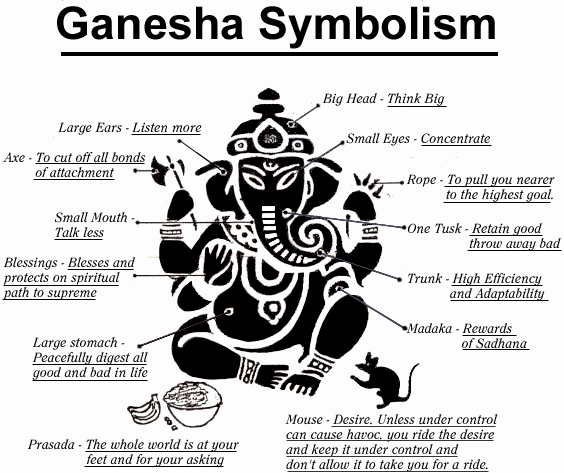 Ganesha Symbolism
Big Head - Think Big
Large Ears - Listen more
Small Eyes - Concentrate
Axe - To cut off all bonds
of attachment
Rope - To pull you nearer
to the highest goal.
Small Mouth -
Talk less
One Tusk - Retain good
throw away bad
Blessings - Blesses and
protects on spiritual
path to supreme
Trunk - High Efficiency
and Adaptability
Madaka - Rewards
of Sadhana
Large stomach -
Peacefully digest all
good and bad in life
Mouse - Desire. Unless under control
can cause havoc. you ride the desire
and keep it under control and
don't allow it to take you for a ride.
Prasada - The whole world is at your
feet and for your asking